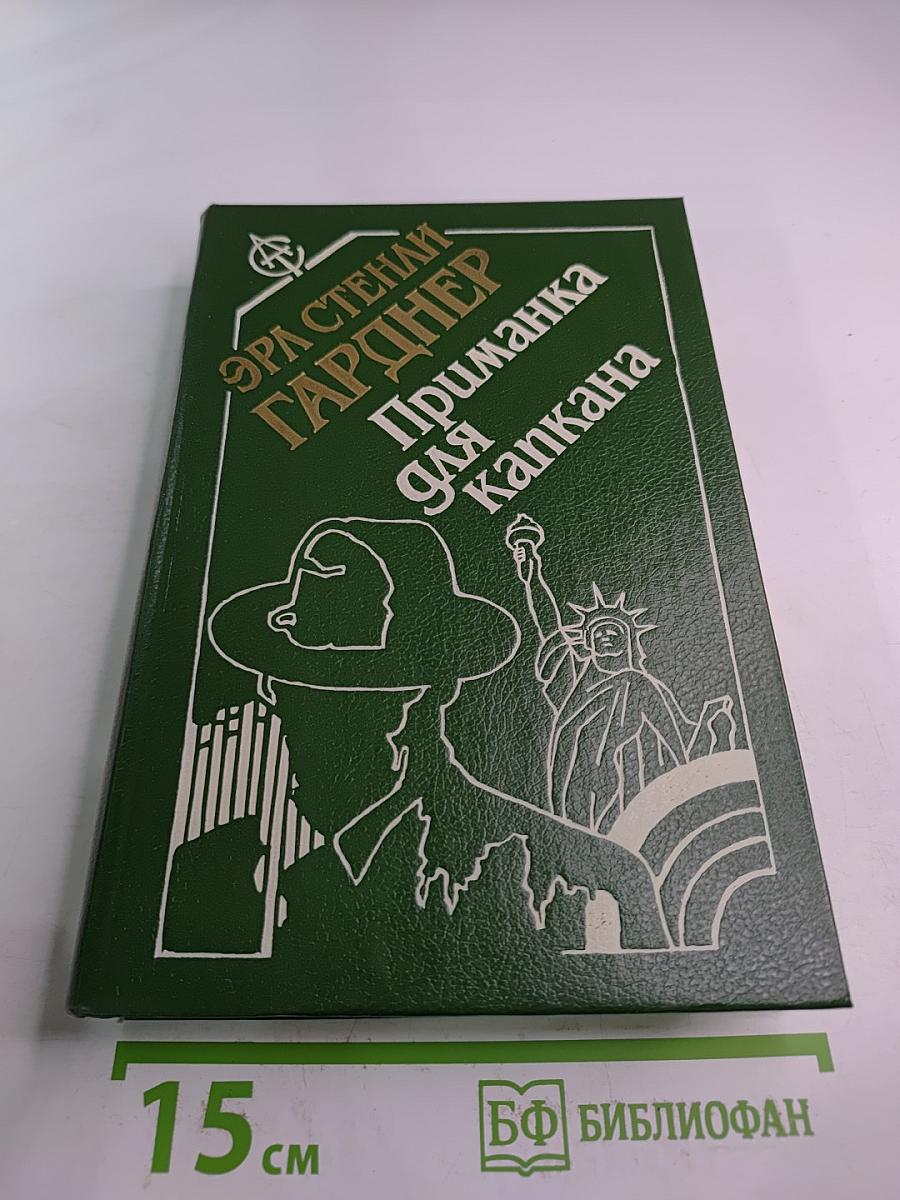 ЭРЛ СТЕНЛИ
ГАРДНЕР
Приманка
для
капкана
15 см
БФ БИБЛИОФАН